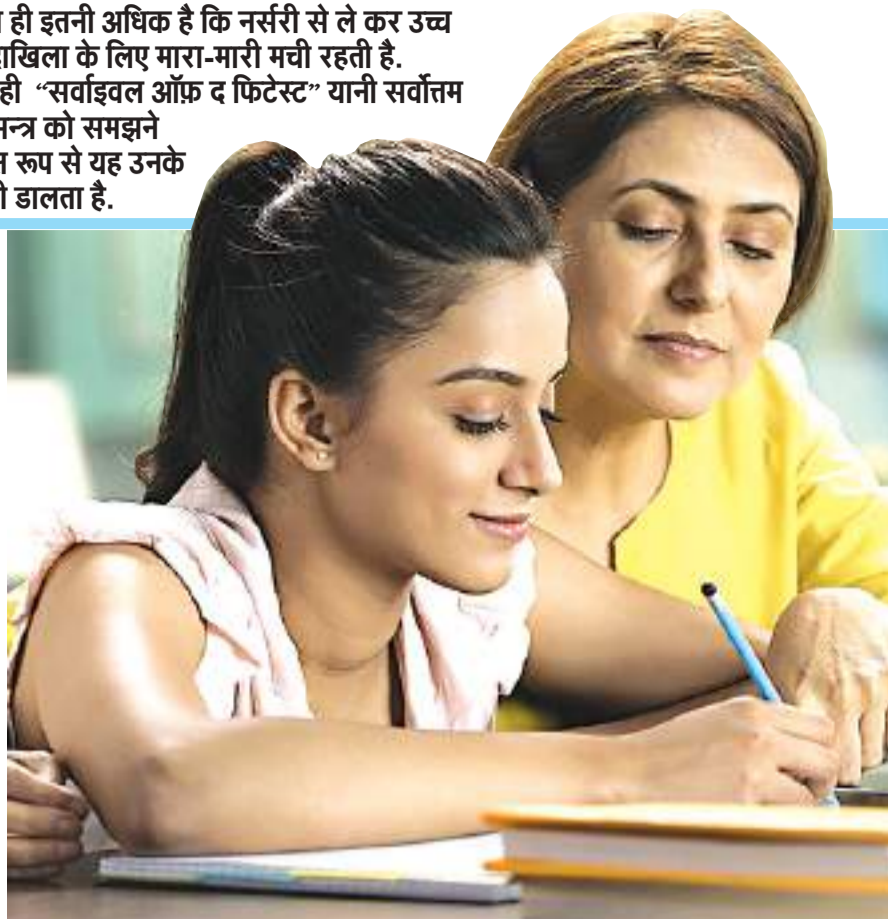 ही इतनी अधिक है कि नर्सरी से ले कर उच्च
दाखिला के लिए मारा-मारी मची रहती है.
ही “सर्वाइवल ऑफ़ द फिटेस्ट” यानी सर्वोत्तम
मन्त्र को समझने
रूप से यह उनके
डालता है.